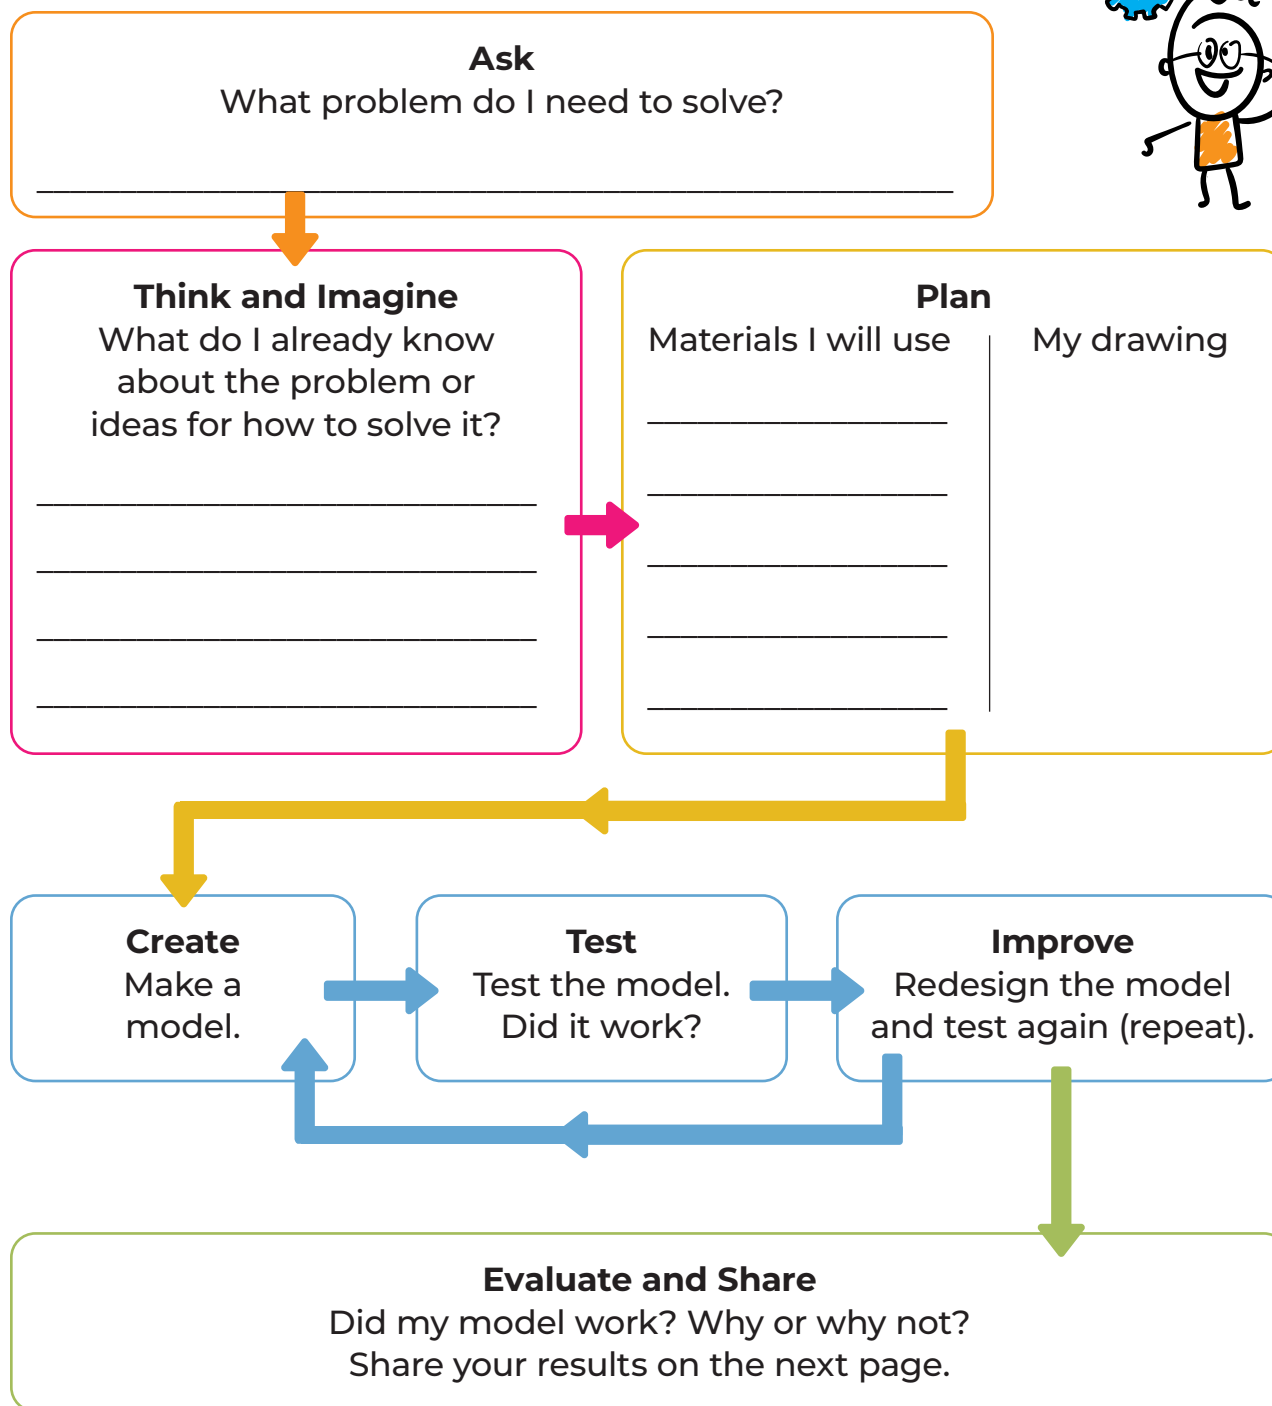 Ask
What problem do I need to solve?
Think and Imagine
What do I already know
about the problem or
ideas for how to solve it?
Plan
Materials I will use
My drawing
Create
Make a
model.
Test
Test the model.
Did it work?
Improve
Redesign the model
and test again (repeat).
Evaluate and Share
Did my model work? Why or why not?
Share your results on the next page.